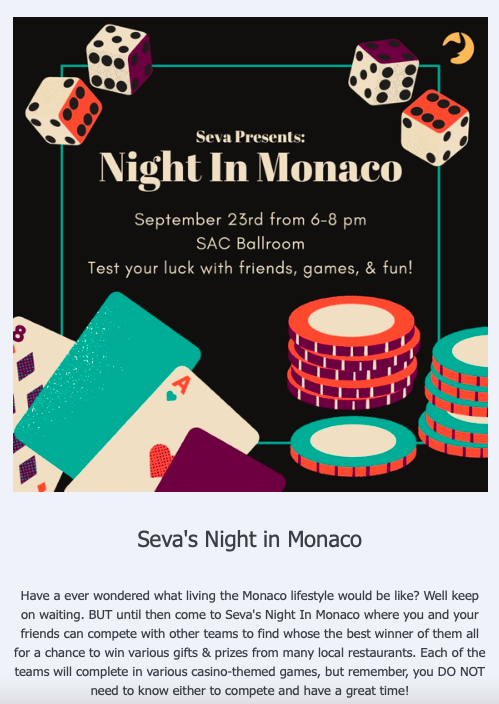 Seva Presents:
Night In Monaco
September 23rd from 6-8 pm
SAC Ballroom
Test your luck with friends, games, & fun!
8
A
Seva's Night in Monaco
Have a ever wondered what living the Monaco lifestyle would be like? Well keep
on waiting. BUT until then come to Seva's Night In Monaco where you and your
friends can compete with other teams to find whose the best winner of them all
for a chance to win various gifts & prizes from many local restaurants. Each of the
teams will complete in various casino-themed games, but remember, you DO NOT
need to know either to compete and have a great time!